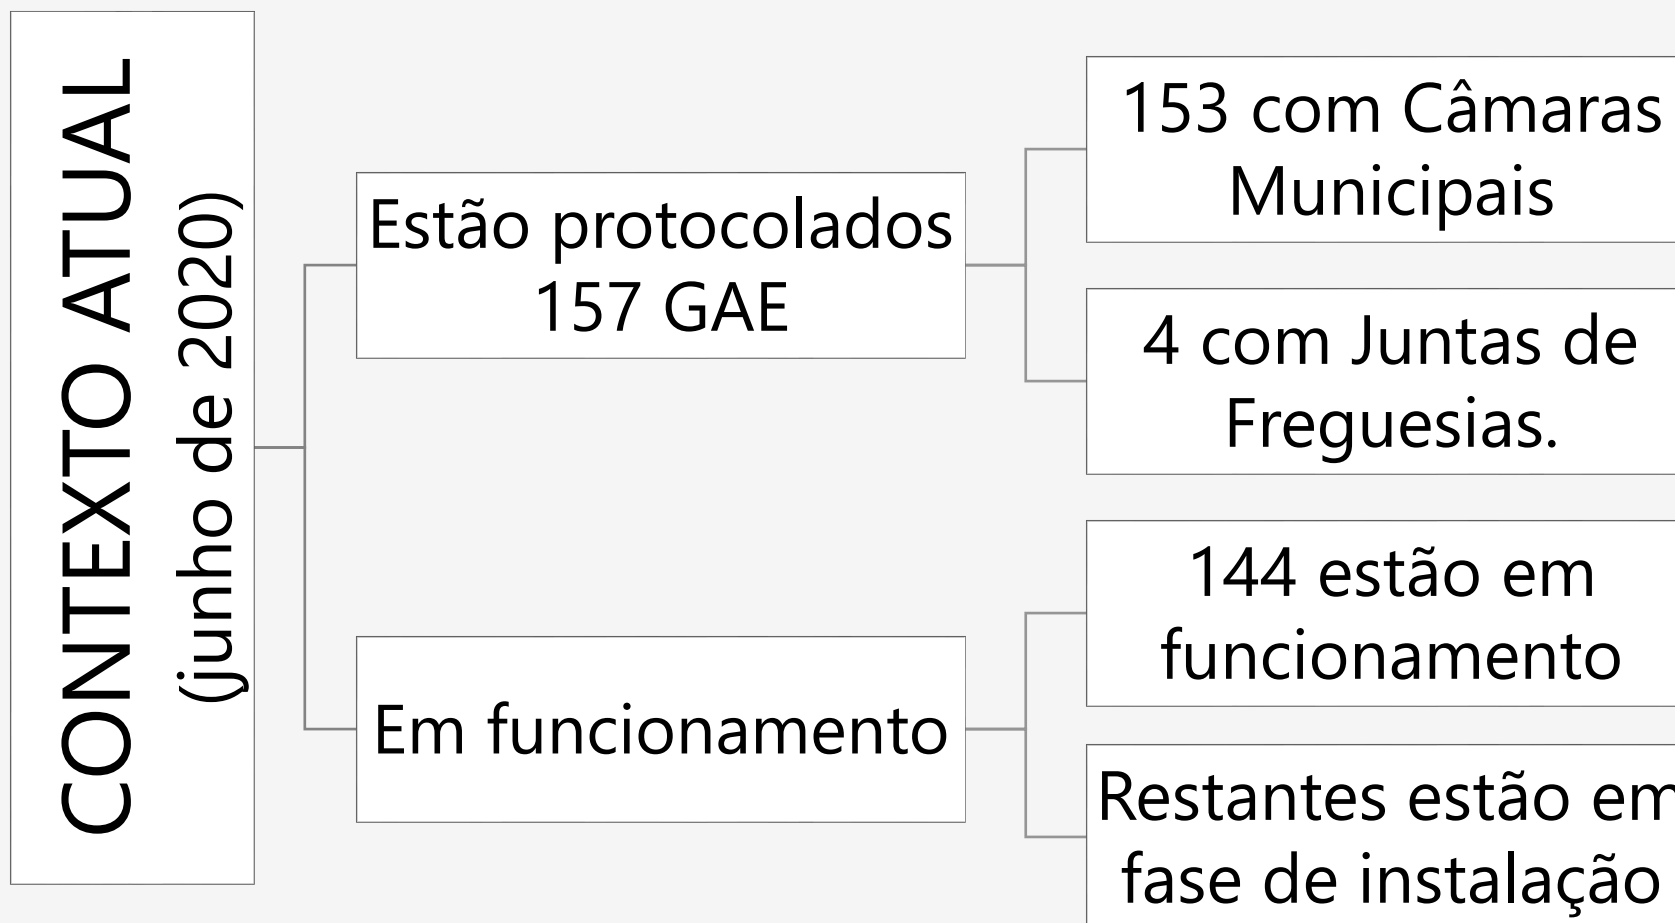 CONTEXTO ATUAL
(junho de 2020)
Estão protocolados
157 GAE
153 com Câmaras
Municipais
4 com Juntas de
Freguesias.
Em funcionamento
144 estão em
funcionamento
Restantes estão em
fase de instalação